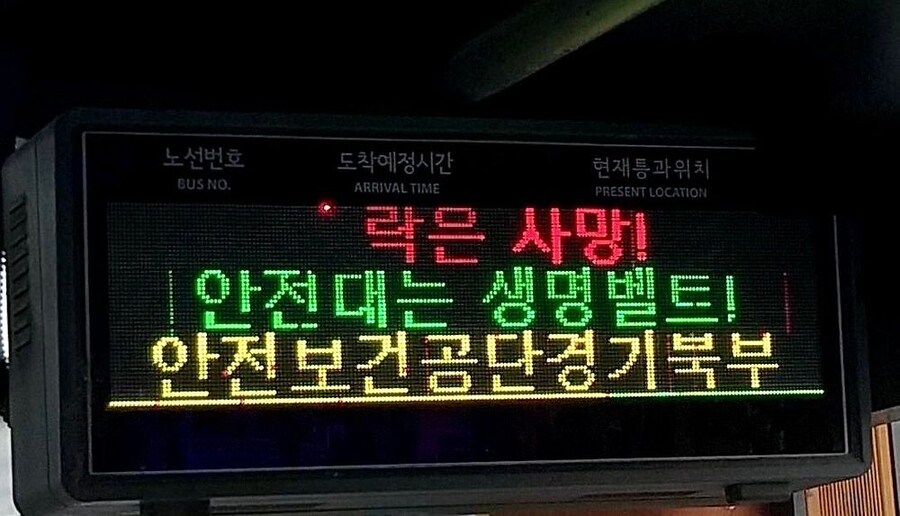 노선번호 도착예정시간 현재통과위치
BUS NO. ARRIVAL TIME PRESENT LOCATION
락은 사망!
안전대는 생명벨트!
안전보건공단경기북부